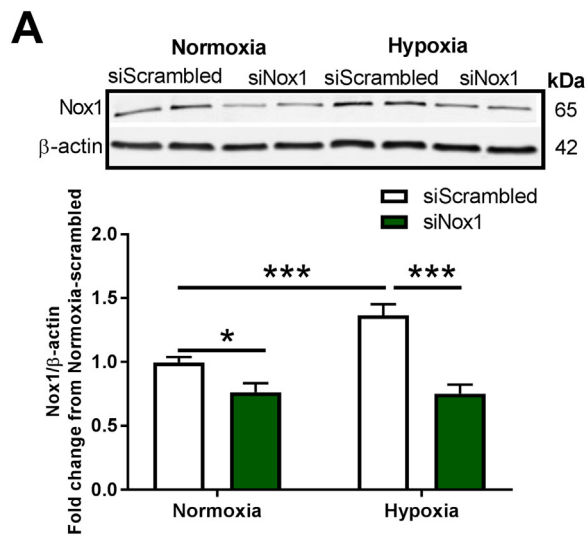 A
Normoxia Hypoxia
siScrambled siNox1 siScrambled siNox1 kDa
Nox1 65
β-actin 42
siScrambled
siNox1
Nox1/β-actin
Fold change from Normoxia-scrambled
2.0
1.5
1.0
0.5
0.0
*** ***
*
Normoxia Hypoxia